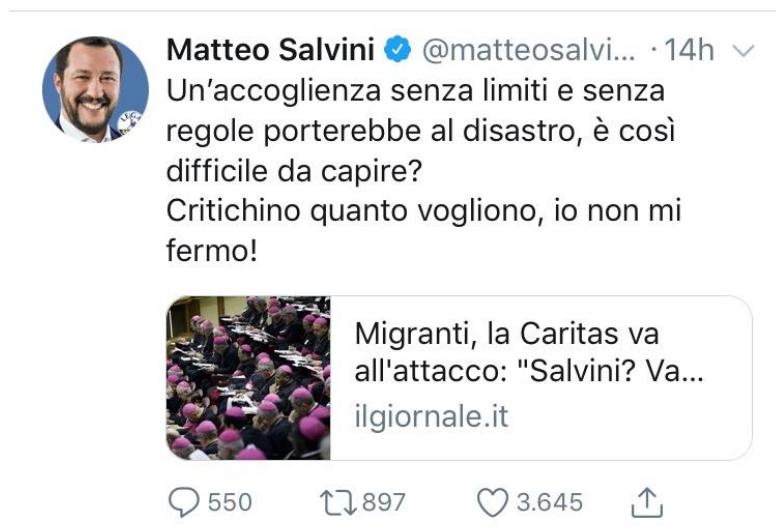 Matteo Salvini @matteosalvi... · 14h
Un'accoglienza senza limiti e senza
regole porterebbe al disastro, è così
difficile da capire?
Critichino quanto vogliono, io non mi
fermo!
Migranti, la Caritas va
all'attacco: "Salvini? Va...
ilgiornale.it
550 897 3.645